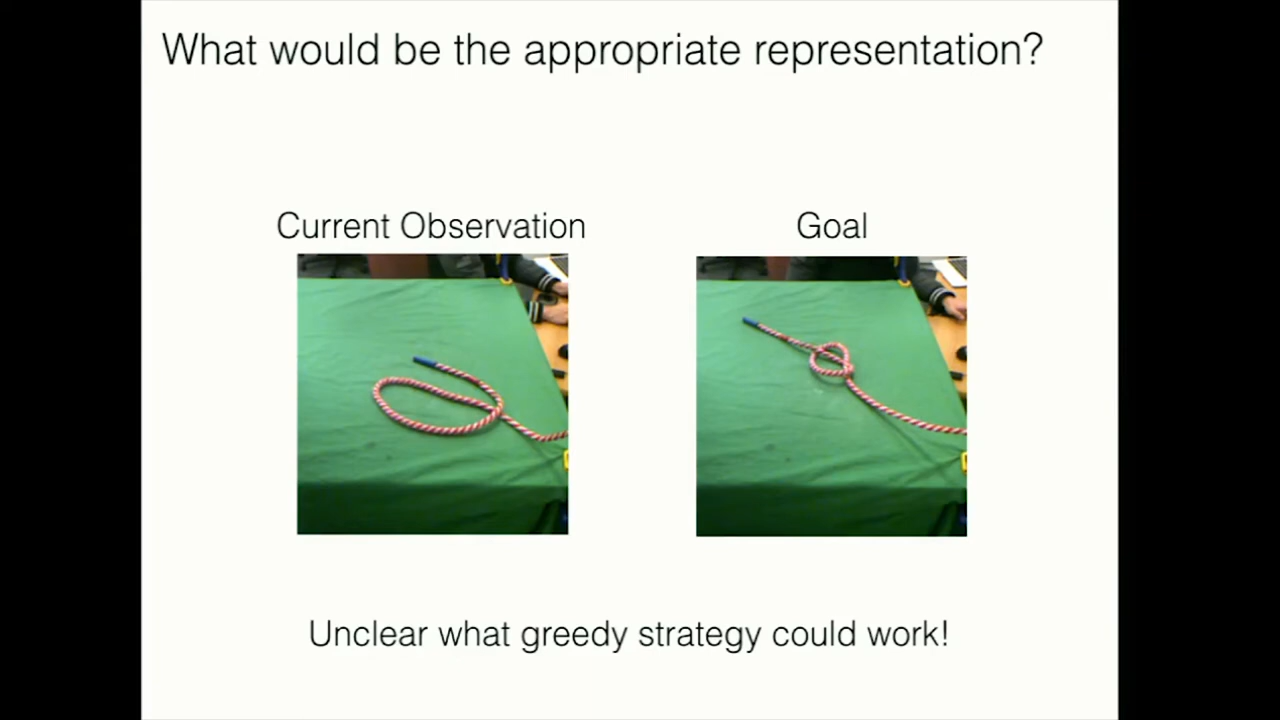 What would be the appropriate representation?
Current Observation
Goal
Unclear what greedy strategy could work!